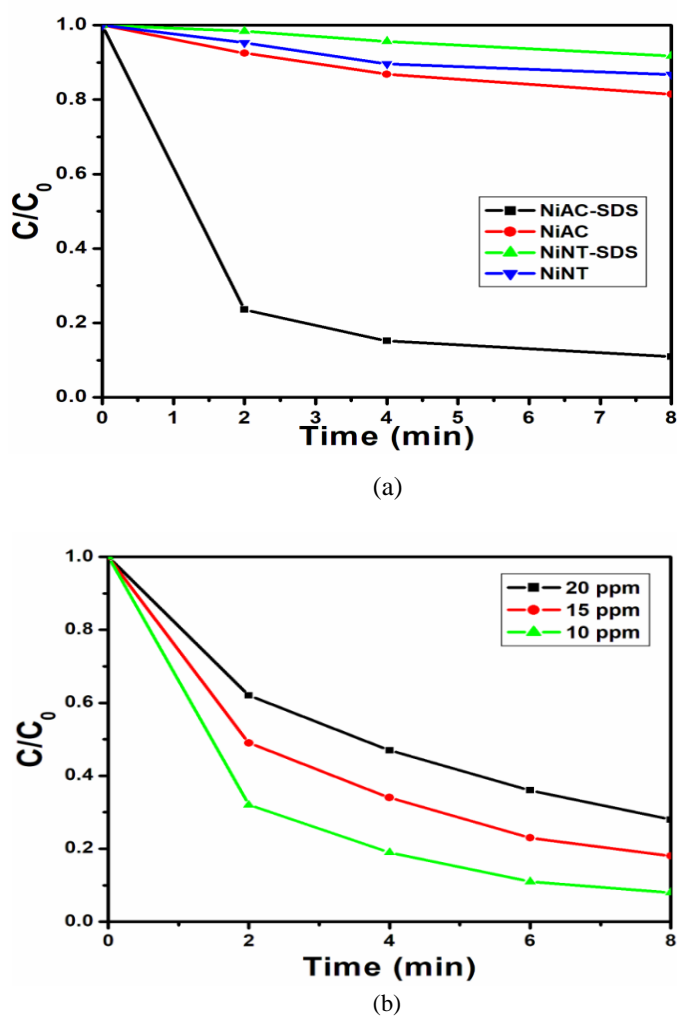 1.0
0.8
0.6
0.4
0.2
0.0
C/C0
NiAC-SDS
NiAC
NiNT-SDS
NiNT
0 1 2 3 4 5 6 7 8
Time (min)
(a)
1.0
0.8
0.6
0.4
0.2
0.0
C/C0
20 ppm
15 ppm
10 ppm
0 2 4 6 8
Time (min)
(b)